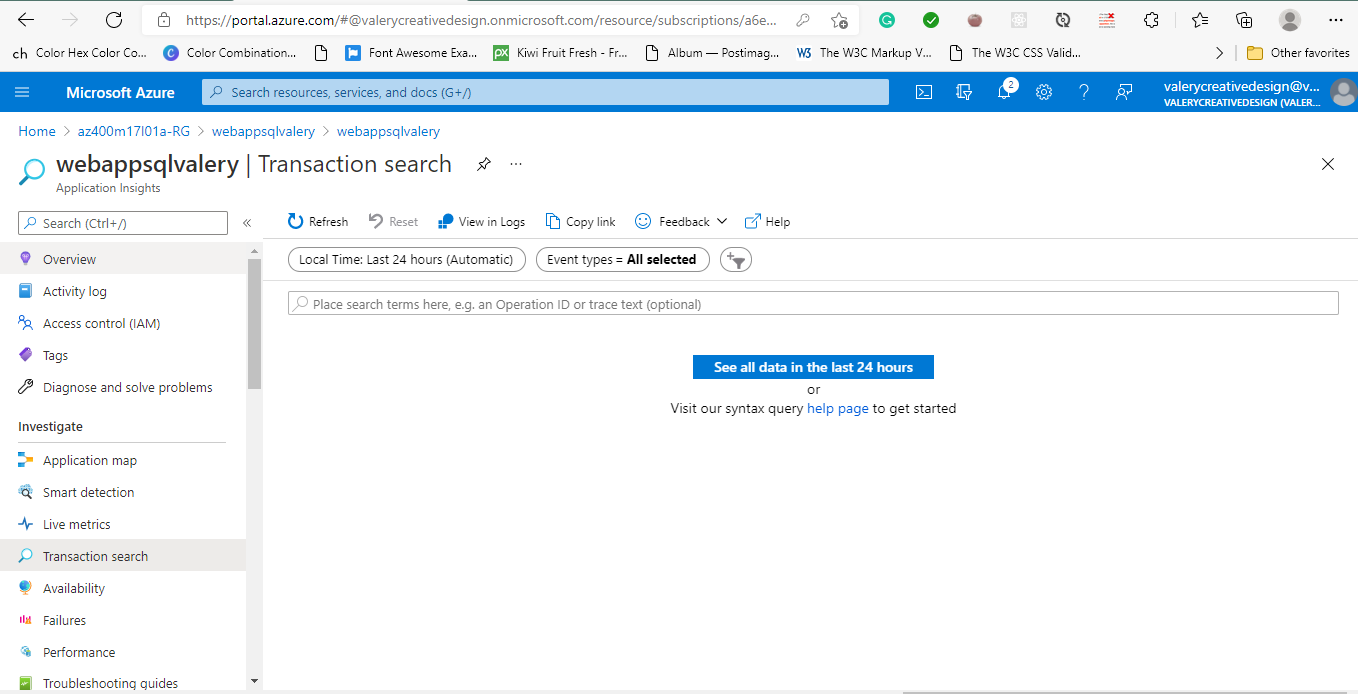 https://portal.azure.com/#@valerycreativedesign.onmicrosoft.com/resource/subscriptions/a6e...
ch Color Hex Color Co... C Color Combination... Font Awesome Exa... px Kiwi Fruit Fresh - Fr... Album — Postimag... W3 The W3C Markup V... The W3C CSS Valid... Other favorites
Microsoft Azure Search resources, services, and docs (G+/) 2 valerycreativedesign@v...
VALERYCREATIVEDESIGN (VALER...
Home > az400m17l01a-RG > webappsqlvalery > webappsqlvalery
webappsqlvalery | Transaction search ...
Application Insights
Search (Ctrl+/) «
Refresh Reset View in Logs Copy link Feedback Help
Local Time: Last 24 hours (Automatic) Event types = All selected
Place search terms here, e.g. an Operation ID or trace text (optional)
See all data in the last 24 hours
or
Visit our syntax query help page to get started
Overview
Activity log
Access control (IAM)
Tags
Diagnose and solve problems
Investigate
Application map
Smart detection
Live metrics
Transaction search
Availability
Failures
Performance
Troubleshooting guides